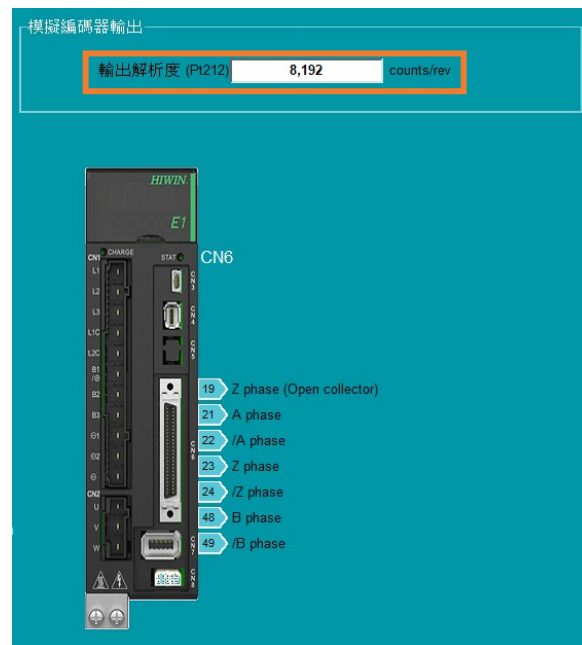 模擬編碼器輸出
輸出解析度 (Pt212) 8,192 counts/rev
HIWIN.
E1
CN1 CHARGE STAT CN6
L1
L2
L3
L1C
L2C
B1
/⊕
B2
B3
⊖1
⊖2
⊖
CN2
U
V
W
CN3
CN4
CN5
CN6
CN7
CN8
19 Z phase (Open collector)
21 A phase
22 /A phase
23 Z phase
24 /Z phase
48 B phase
49 /B phase